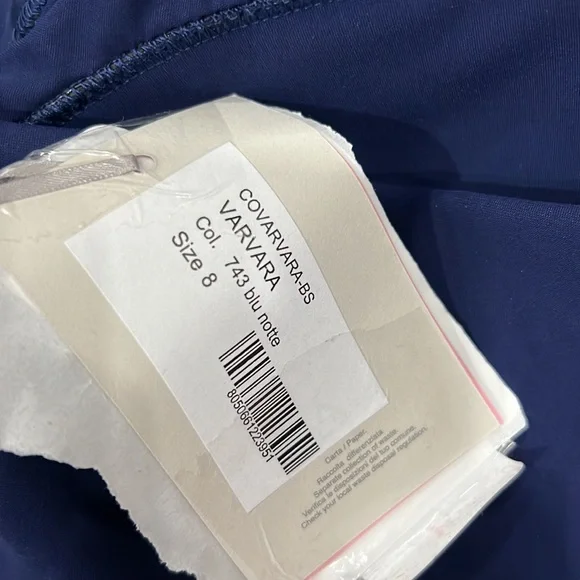 COVARVARA-BS
VARVARA
Col. 743 blu notte
Size 8
8050661223951
Carta / Paper.
Raccolta differenziata
Separate collection of waste.
Verifica le disposizioni del tuo comune.
Check your local waste disposal regulation.